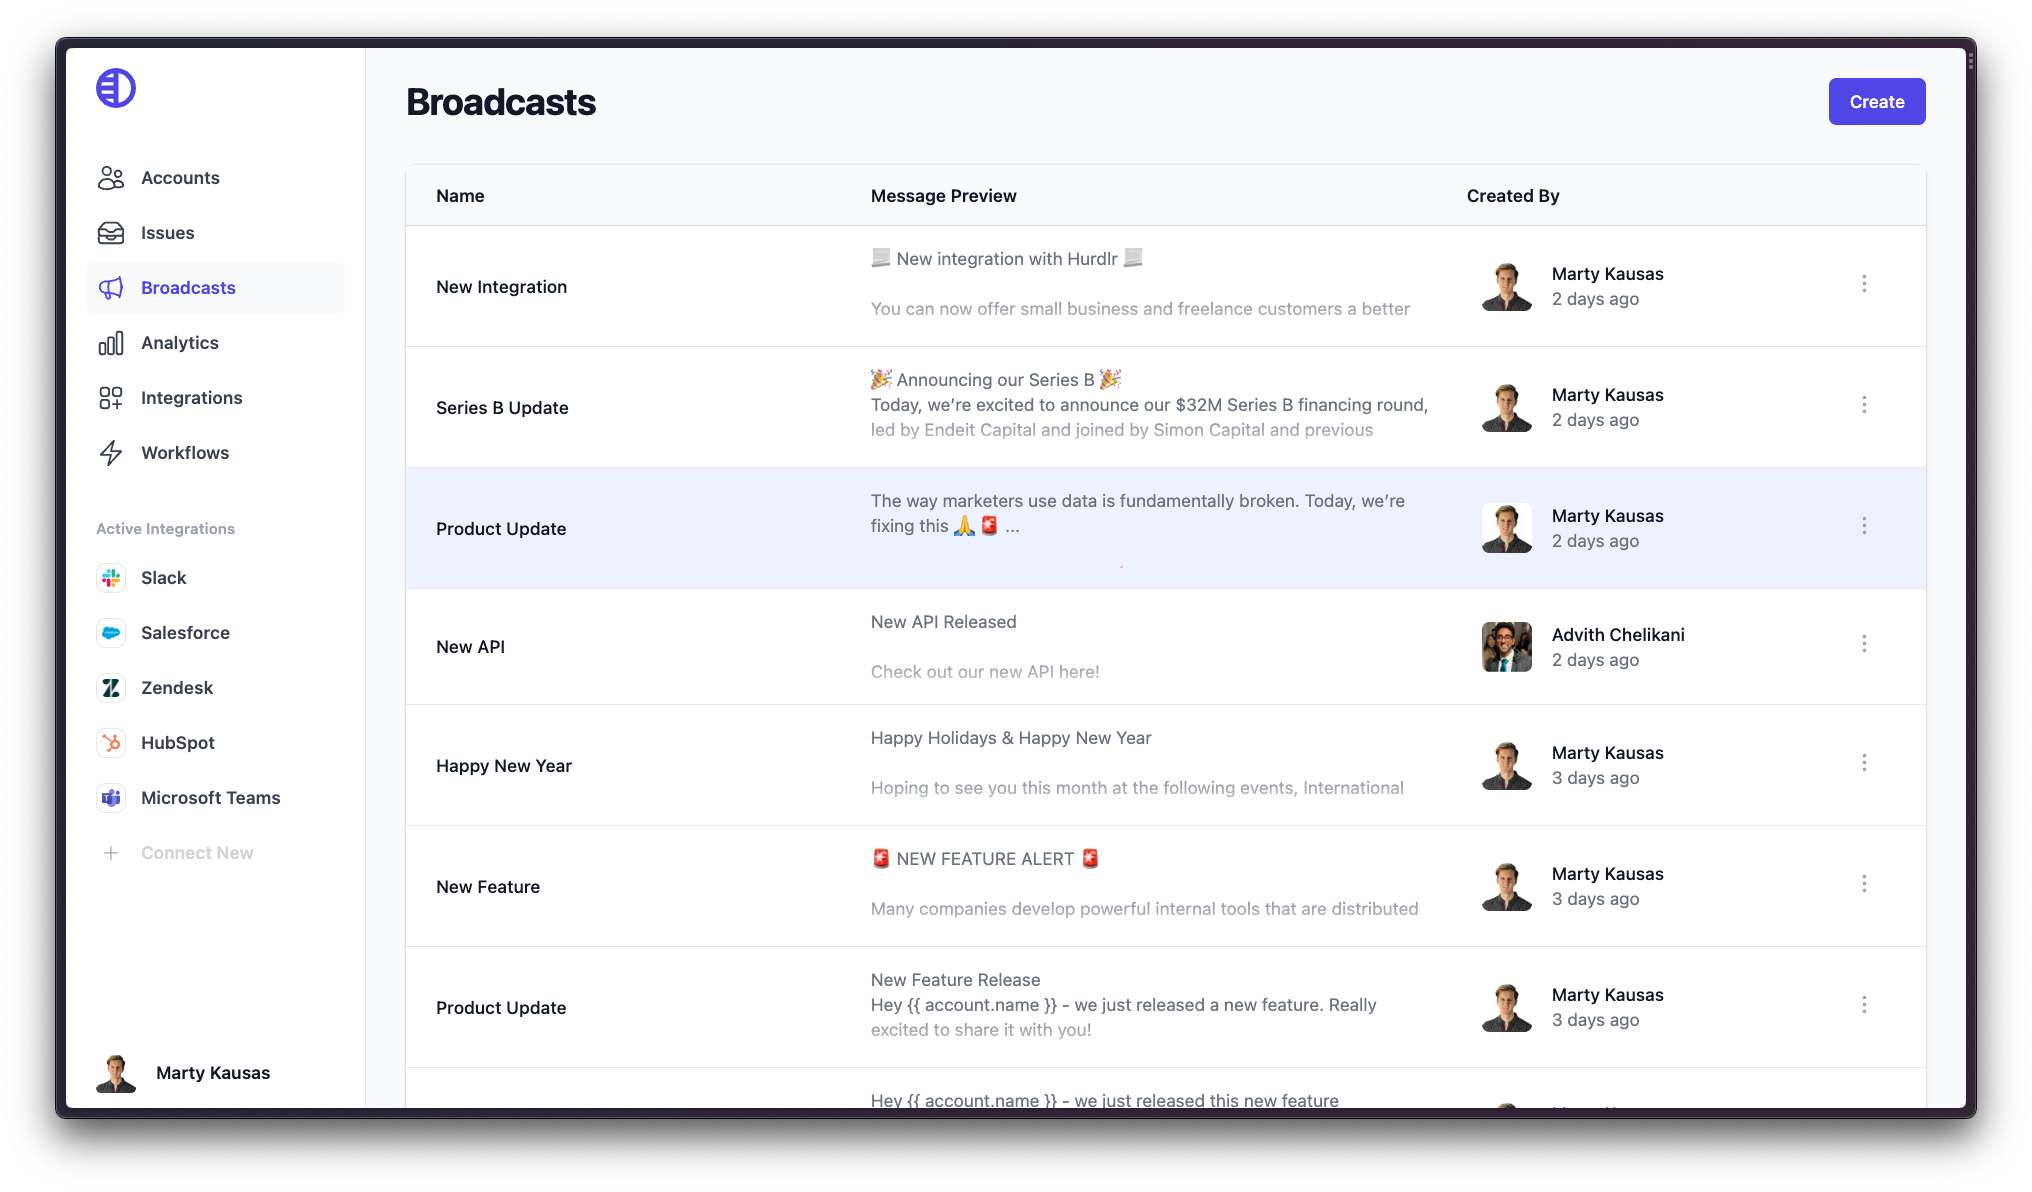 Accounts
Issues
Broadcasts
Analytics
Integrations
Workflows
Active Integrations
Slack
Salesforce
Zendesk
HubSpot
Microsoft Teams
Connect New
Marty Kausas
Broadcasts
Create
Name Message Preview Created By
New Integration
New integration with Hurdlr
You can now offer small business and freelance customers a better
Marty Kausas
2 days ago
Series B Update
🎉 Announcing our Series B 🎉
Today, we’re excited to announce our $32M Series B financing round,
led by Endeit Capital and joined by Simon Capital and previous
Marty Kausas
2 days ago
Product Update
The way marketers use data is fundamentally broken. Today, we’re
fixing this 🙏 🚨 ...
Marty Kausas
2 days ago
New API
New API Released
Check out our new API here!
Advith Chelikani
2 days ago
Happy New Year
Happy Holidays & Happy New Year
Hoping to see you this month at the following events, International
Marty Kausas
3 days ago
New Feature
🚨 NEW FEATURE ALERT 🚨
Many companies develop powerful internal tools that are distributed
Marty Kausas
3 days ago
Product Update
New Feature Release
Hey {{ account.name }} - we just released a new feature. Really
excited to share it with you!
Marty Kausas
3 days ago
Hey {{ account.name }} - we just released this new feature